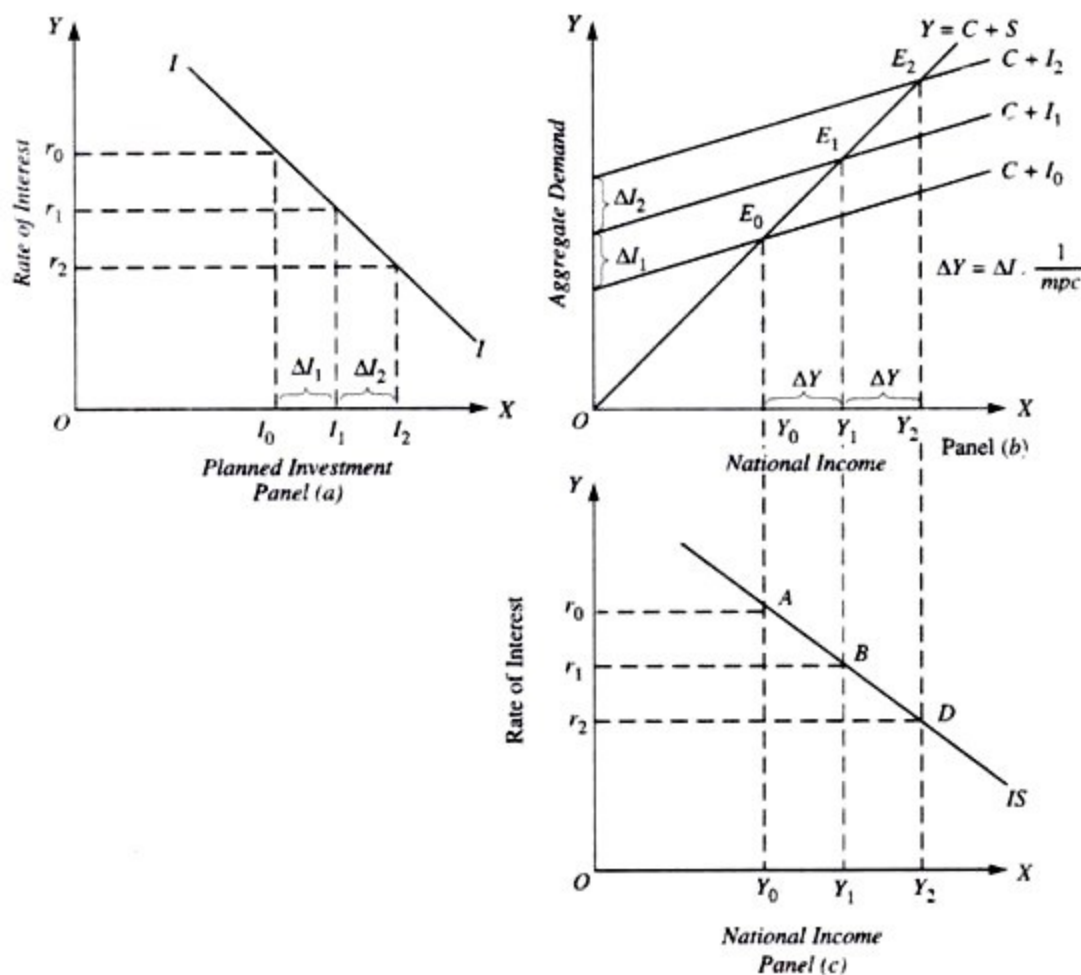 Y
I
Rate of Interest
r₀
r₁
r₂
ΔI₁ ΔI₂
I
O
X
I₀ I₁ I₂
Planned Investment
Panel (a)
Y
Y = C + S
E₂
C + I₂
E₁
C + I₁
Aggregate Demand
ΔI₂
E₀
C + I₀
ΔI₁
ΔY = ΔI . 1/mpc
ΔY ΔY
O
X
Y₀ Y₁ Y₂
Panel (b)
National Income
Y
Rate of Interest
r₀
A
r₁
B
r₂
D
IS
O
X
Y₀ Y₁ Y₂
National Income
Panel (c)